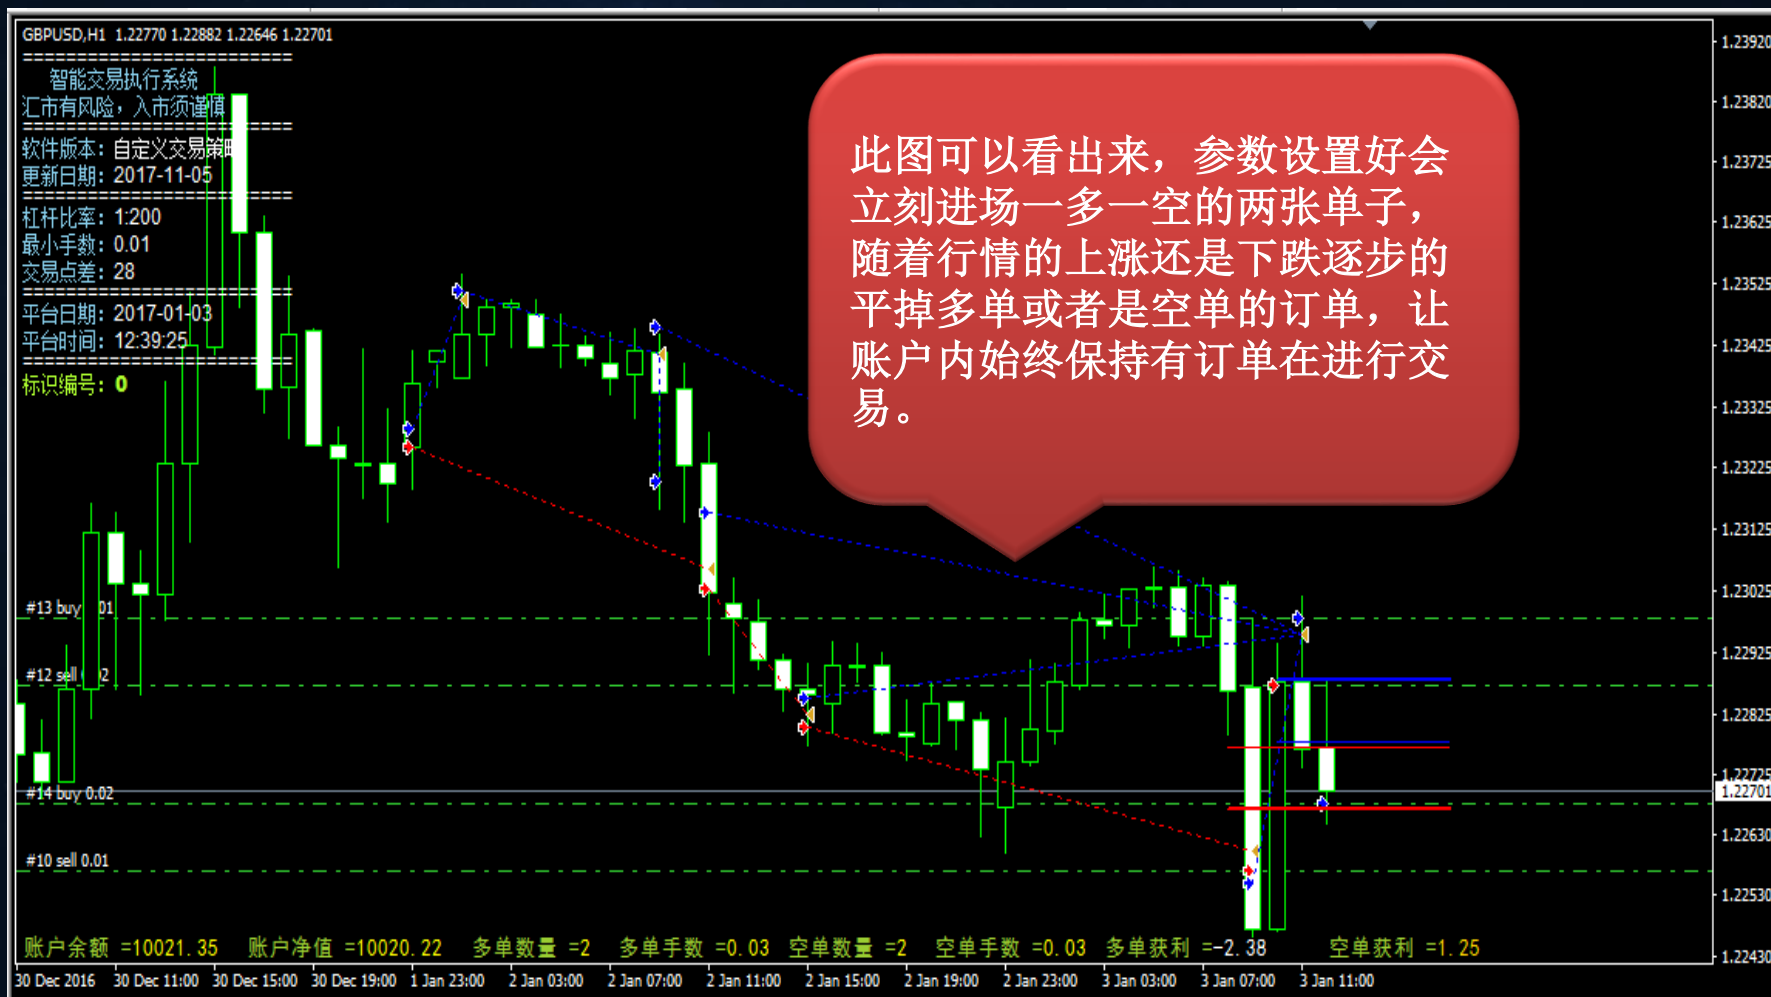 GBPUSD,H1 1.22770 1.22882 1.22646 1.22701
==============================
智能交易执行系统
汇市有风险，入市须谨慎
==============================
软件版本：自定义交易策略
更新日期：2017-11-05
==============================
杠杆比率：1:200
最小手数：0.01
交易点差：28
==============================
平台日期：2017-01-03
平台时间：12:39:25
==============================
标识编号：0
此图可以看出来，参数设置好会
立刻进场一多一空的两张单子，
随着行情的上涨还是下跌逐步的
平掉多单或者是空单的订单，让
账户内始终保持有订单在进行交
易。
#13 buy 0.01
#12 sell 0.02
#14 buy 0.02
#10 sell 0.01
1.23920
1.23820
1.23725
1.23625
1.23525
1.23425
1.23325
1.23225
1.23125
1.23025
1.22925
1.22825
1.22725
1.22701
1.22630
1.22530
1.22430
账户余额 =10021.35 账户净值 =10020.22 多单数量 =2 多单手数 =0.03 空单数量 =2 空单手数 =0.03 多单获利 =-2.38 空单获利 =1.25
30 Dec 2016 30 Dec 11:00 30 Dec 15:00 30 Dec 19:00 1 Jan 23:00 2 Jan 03:00 2 Jan 07:00 2 Jan 11:00 2 Jan 15:00 2 Jan 19:00 2 Jan 23:00 3 Jan 03:00 3 Jan 07:00 3 Jan 11:00